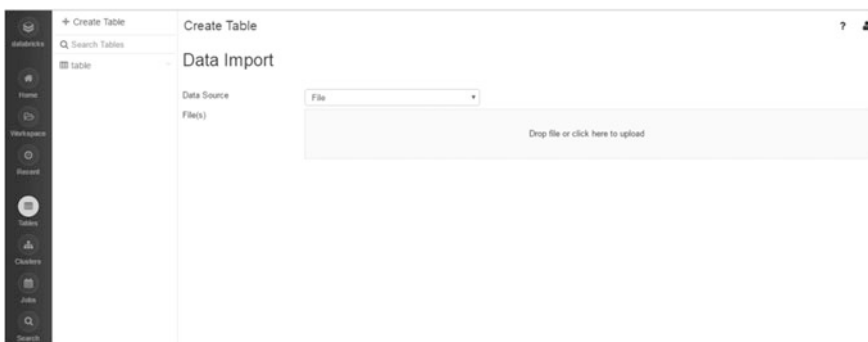 databricks
Home
Workspace
Recent
Tables
Clusters
Jobs
Search
+ Create Table
Search Tables
table
Create Table
?
Data Import
Data Source
File
File(s)
Drop file or click here to upload